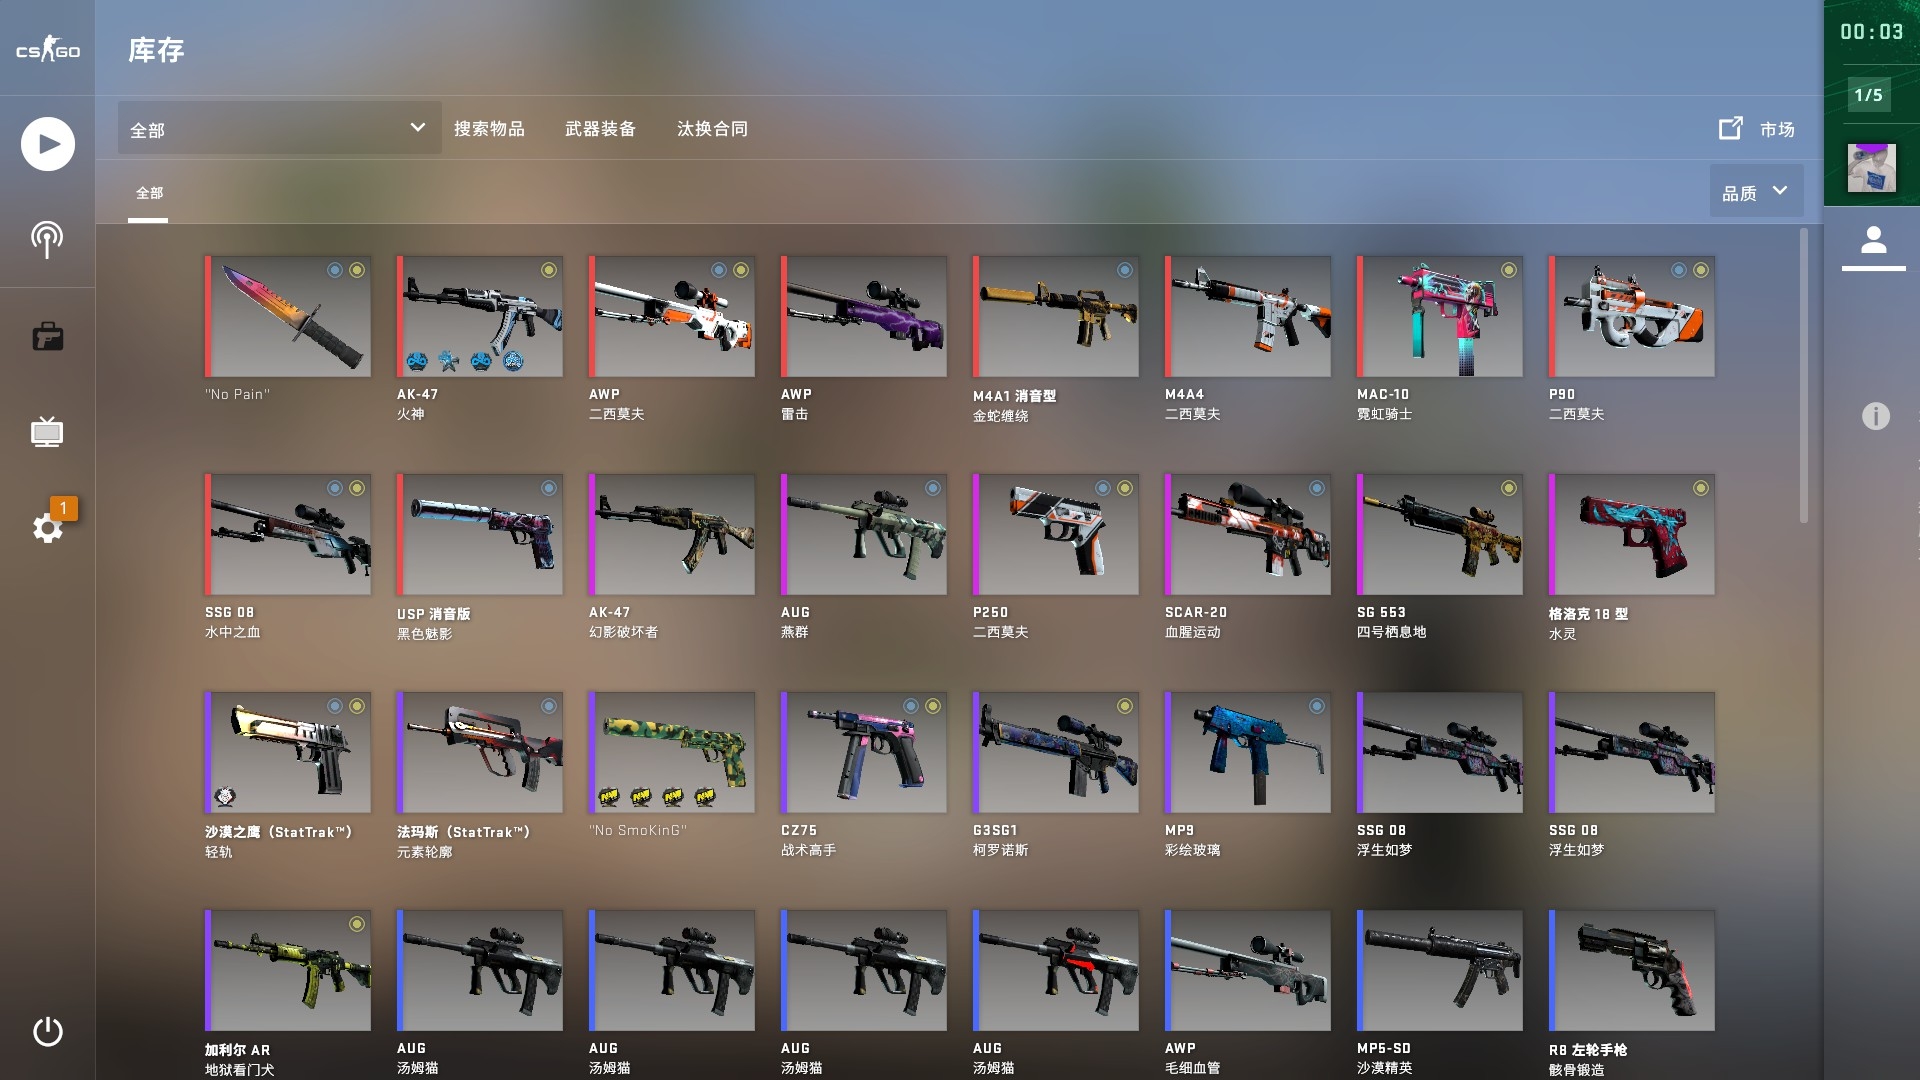 CS GO
库存
00:03
全部
搜索物品
武器装备
汰换合同
市场
1/5
全部
品质
"No Pain"
AK-47
火神
AWP
二西莫夫
AWP
雷击
M4A1 消音型
金蛇缠绕
M4A4
二西莫夫
MAC-10
霓虹骑士
P90
二西莫夫
1
SSG 08
水中之血
USP 消音版
黑色魅影
AK-47
幻影破坏者
AUG
燕群
P250
二西莫夫
SCAR-20
血腥运动
SG 553
四号栖息地
格洛克 18 型
水灵
沙漠之鹰（StatTrak™）
轻轨
法玛斯（StatTrak™）
元素轮廓
"No SmoKinG"
CZ75
战术高手
G3SG1
柯罗诺斯
MP9
彩绘玻璃
SSG 08
浮生如梦
SSG 08
浮生如梦
加利尔 AR
地狱看门犬
AUG
汤姆猫
AUG
汤姆猫
AUG
汤姆猫
AUG
汤姆猫
AWP
毛细血管
MP5-SD
沙漠精英
R8 左轮手枪
骸骨锻造